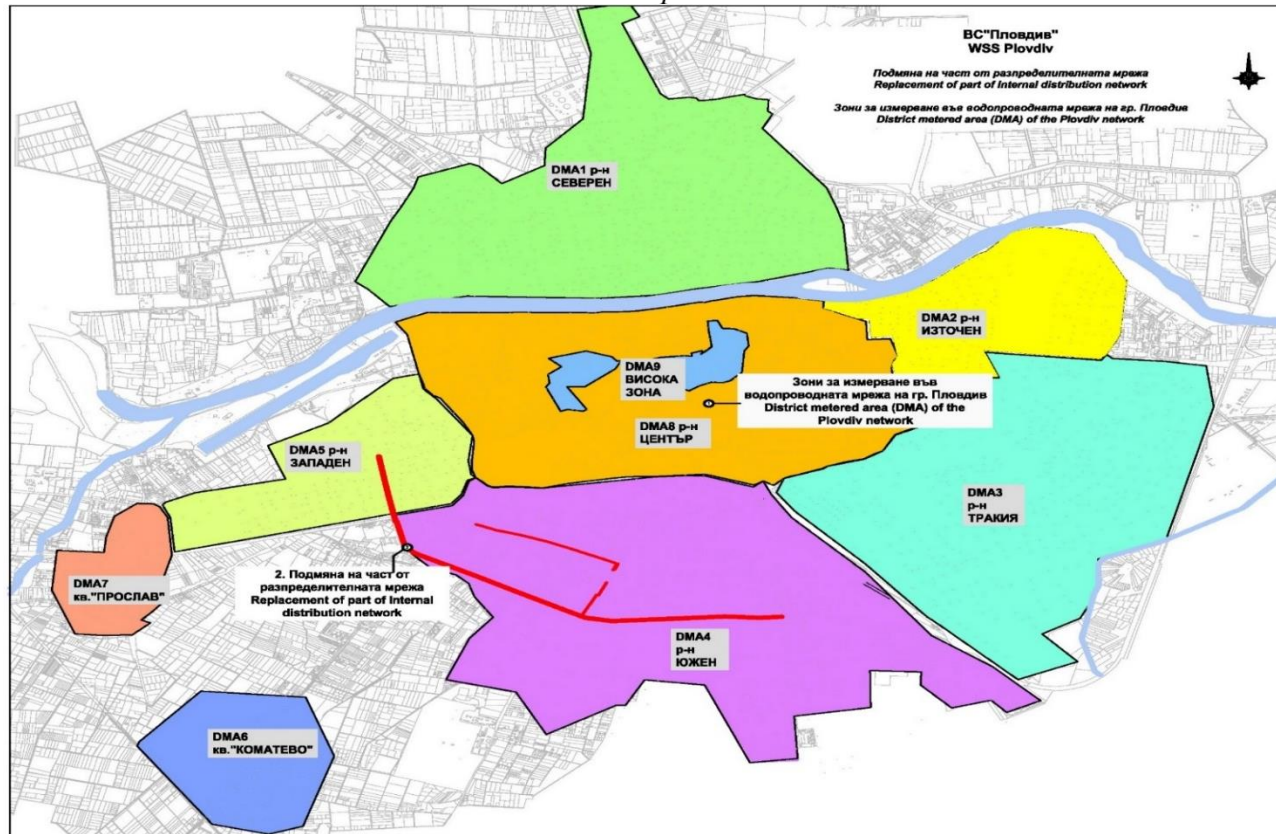 ВС"Пловдив"
WSS Plovdiv
Подмяна на част от разпределителната мрежа
Replacement of part of Internal distribution network
Зони за измерване във водопроводната мрежа на гр. Пловдив
District metered area (DMA) of the Plovdiv network
DMA1 р-н
СЕВЕРЕН
DMA2 р-н
ИЗТОЧЕН
DMA9
ВИСОКА
ЗОНА
Зони за измерване във
водопроводната мрежа на гр. Пловдив
District metered area (DMA) of the
Plovdiv network
DMA8 р-н
ЦЕНТЪР
DMA5 р-н
ЗАПАДЕН
DMA3
р-н
ТРАКИЯ
DMA7
кв."ПРОСЛАВ"
2. Подмяна на част от
разпределителната мрежа
Replacement of part of Internal
distribution network
DMA4
р-н
ЮЖЕН
DMA6
кв."КОМАТЕВО"